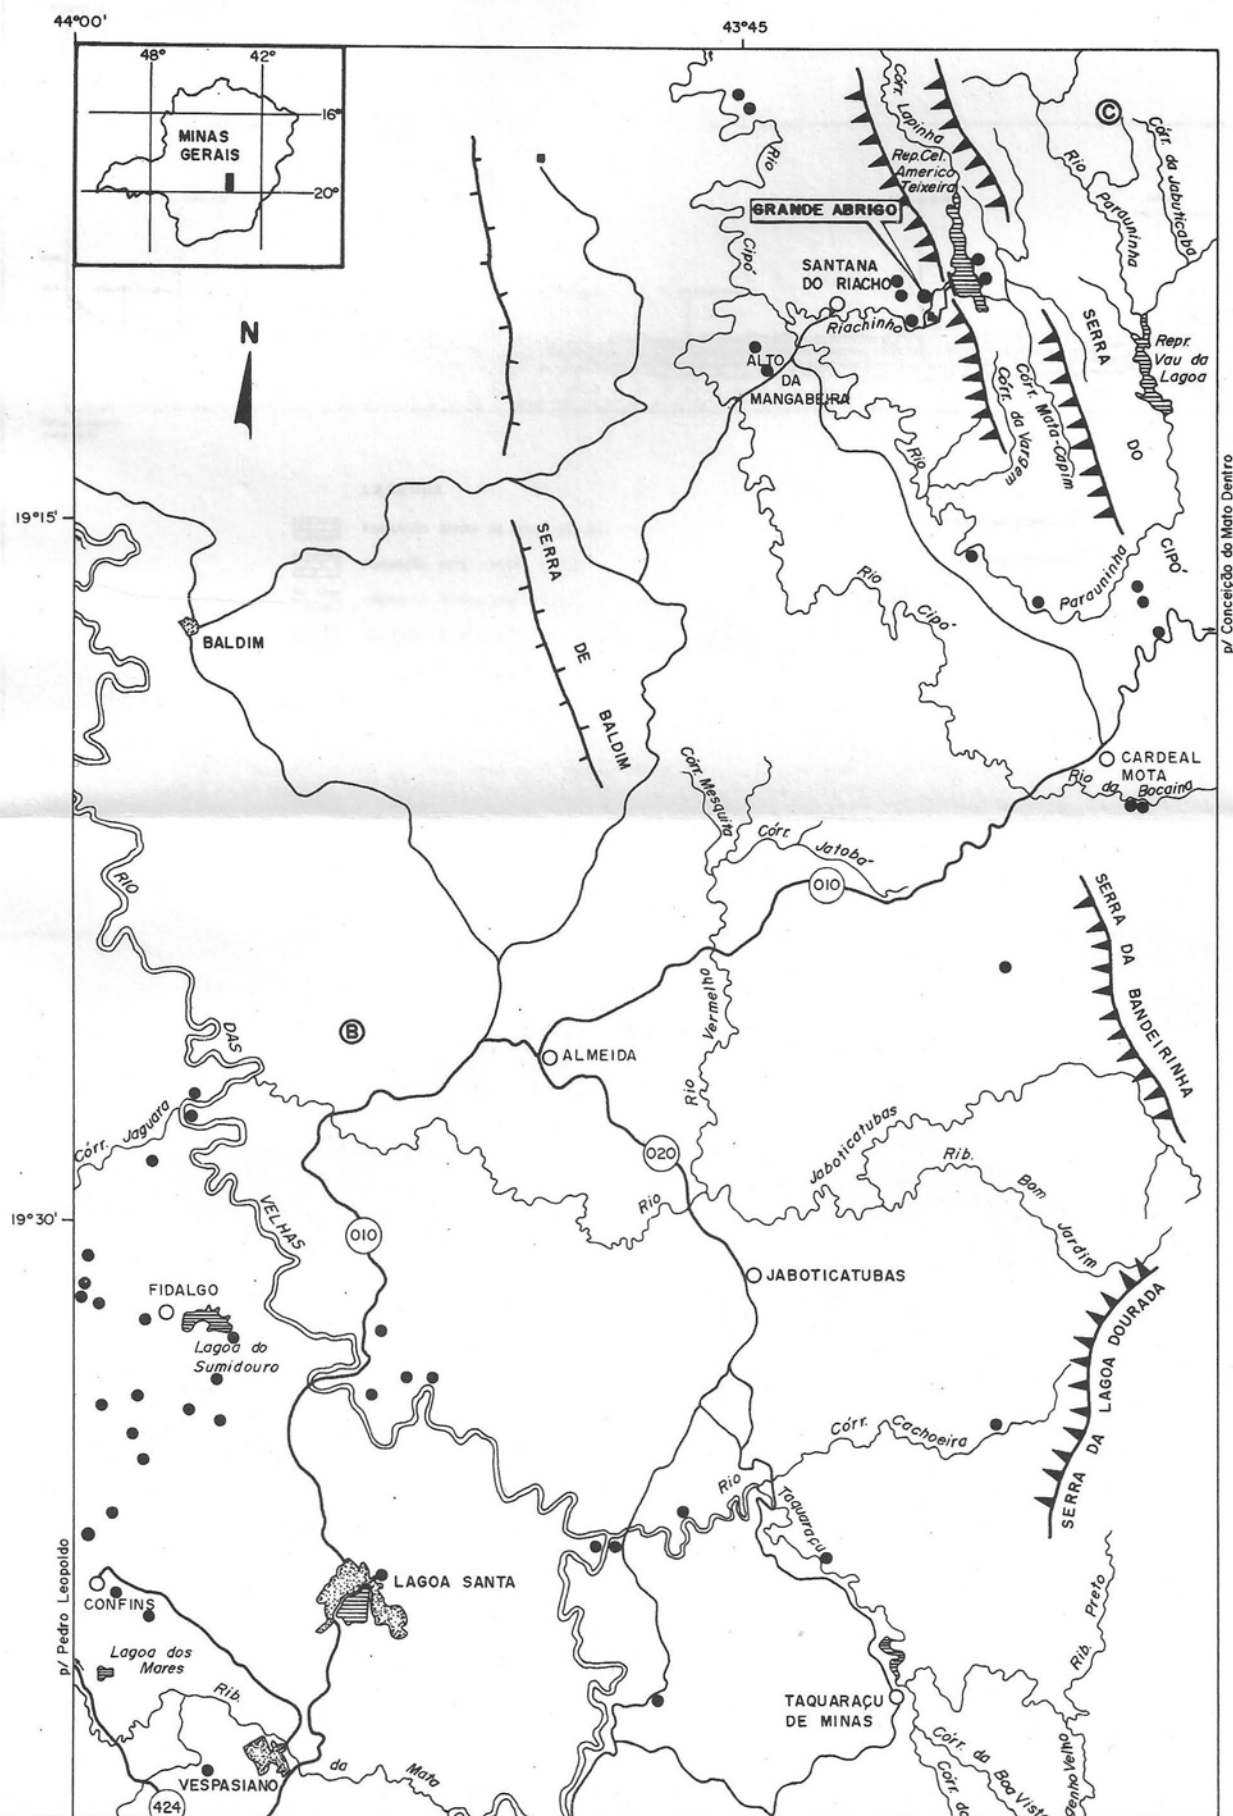 44°00'
43°45
48°
42°
16°
MINAS
GERAIS
20°
N
C
Rio
Cipó
Córr. Lapinha
Rep. Cel.
Americo
Teixeira
GRANDE ABRIGO
Rio
Parauninha
Córr. da Jabuticaba
SANTANA
DO RIACHO
Riachinho
SERRA
DO
CIPÓ
Repr.
Vau da
Lagoa
ALTO
DA
MANGABEIRA
Rio
Córr. da Vargem
Córr. Mata-Capim
Parauninha
p/ Conceição do Mato Dentro
19°15'
SERRA
DE
BALDIM
BALDIM
Rio
Cipó
CARDEAL
MOTA
Rio
da Bocaina
Córr. Mesquita
Córr.
Jatobá
010
RIO
DAS
VELHAS
B
ALMEIDA
Rio
Vermelho
SERRA DA BANDEIRINHA
Córr. Jaguara
020
Jaboticatubas
Rio
Rib.
Bom
Jardim
19°30'
010
JABOTICATUBAS
FIDALGO
Lagoa do
Sumidouro
SERRA DA LAGOA DOURADA
Córr. Cachoeira
Rio
Taquaraçu
p/ Pedro Leopoldo
CONFINS
LAGOA SANTA
Lagoa dos
Mares
Rib.
da
Mata
Rib. Preto
TAQUARAÇU
DE MINAS
VESPASIANO
424
Córr. da Boa Vista
Córr. do
enho Velho